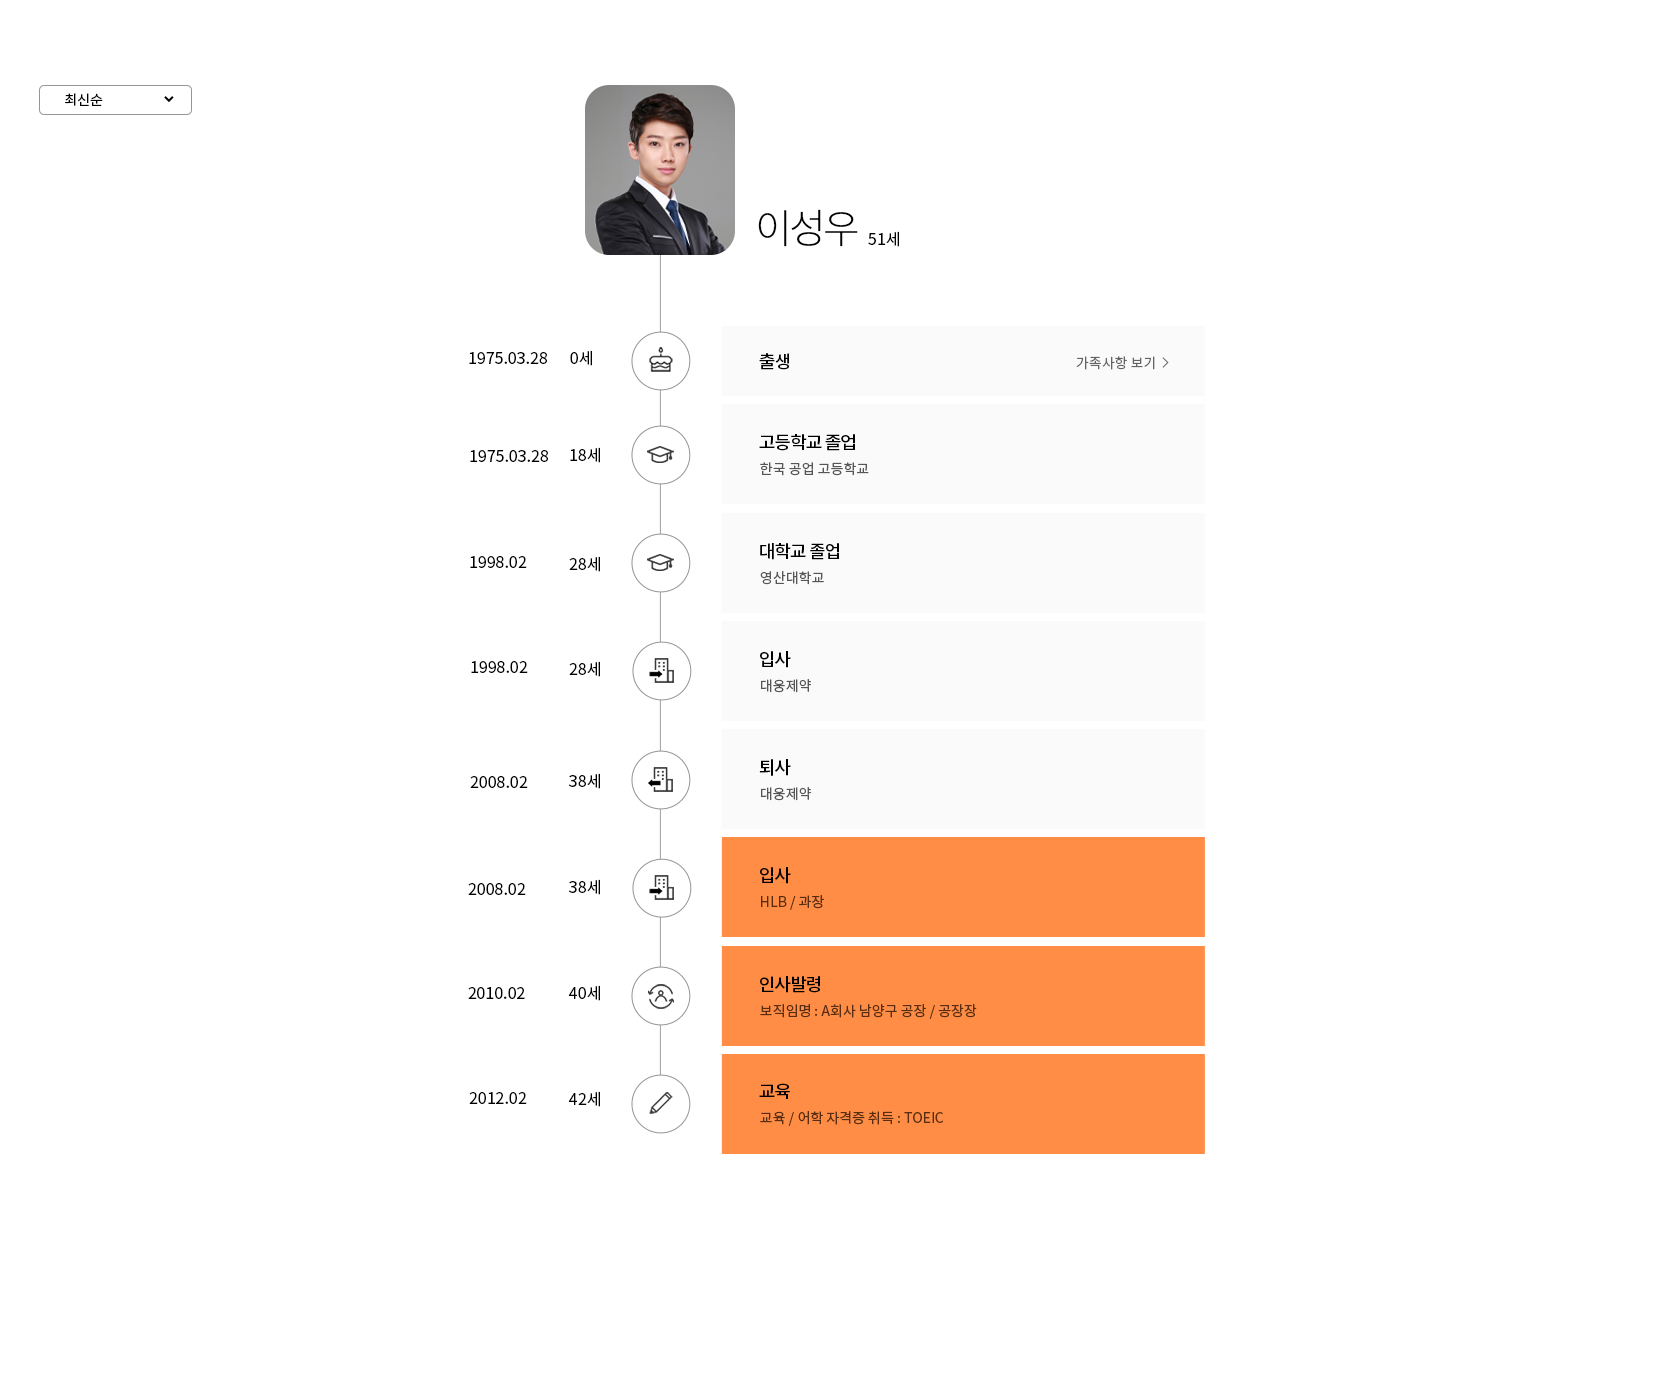 최신순
이성우 51세
1975.03.28 0세 출생 가족사항 보기
1975.03.28 18세 고등학교 졸업
한국 공업 고등학교
1998.02 28세 대학교 졸업
영산대학교
1998.02 28세 입사
대웅제약
2008.02 38세 퇴사
대웅제약
2008.02 38세 입사
HLB / 과장
2010.02 40세 인사발령
보직임명 : A회사 남양구 공장 / 공장장
2012.02 42세 교육
교육 / 어학 자격증 취득 : TOEIC